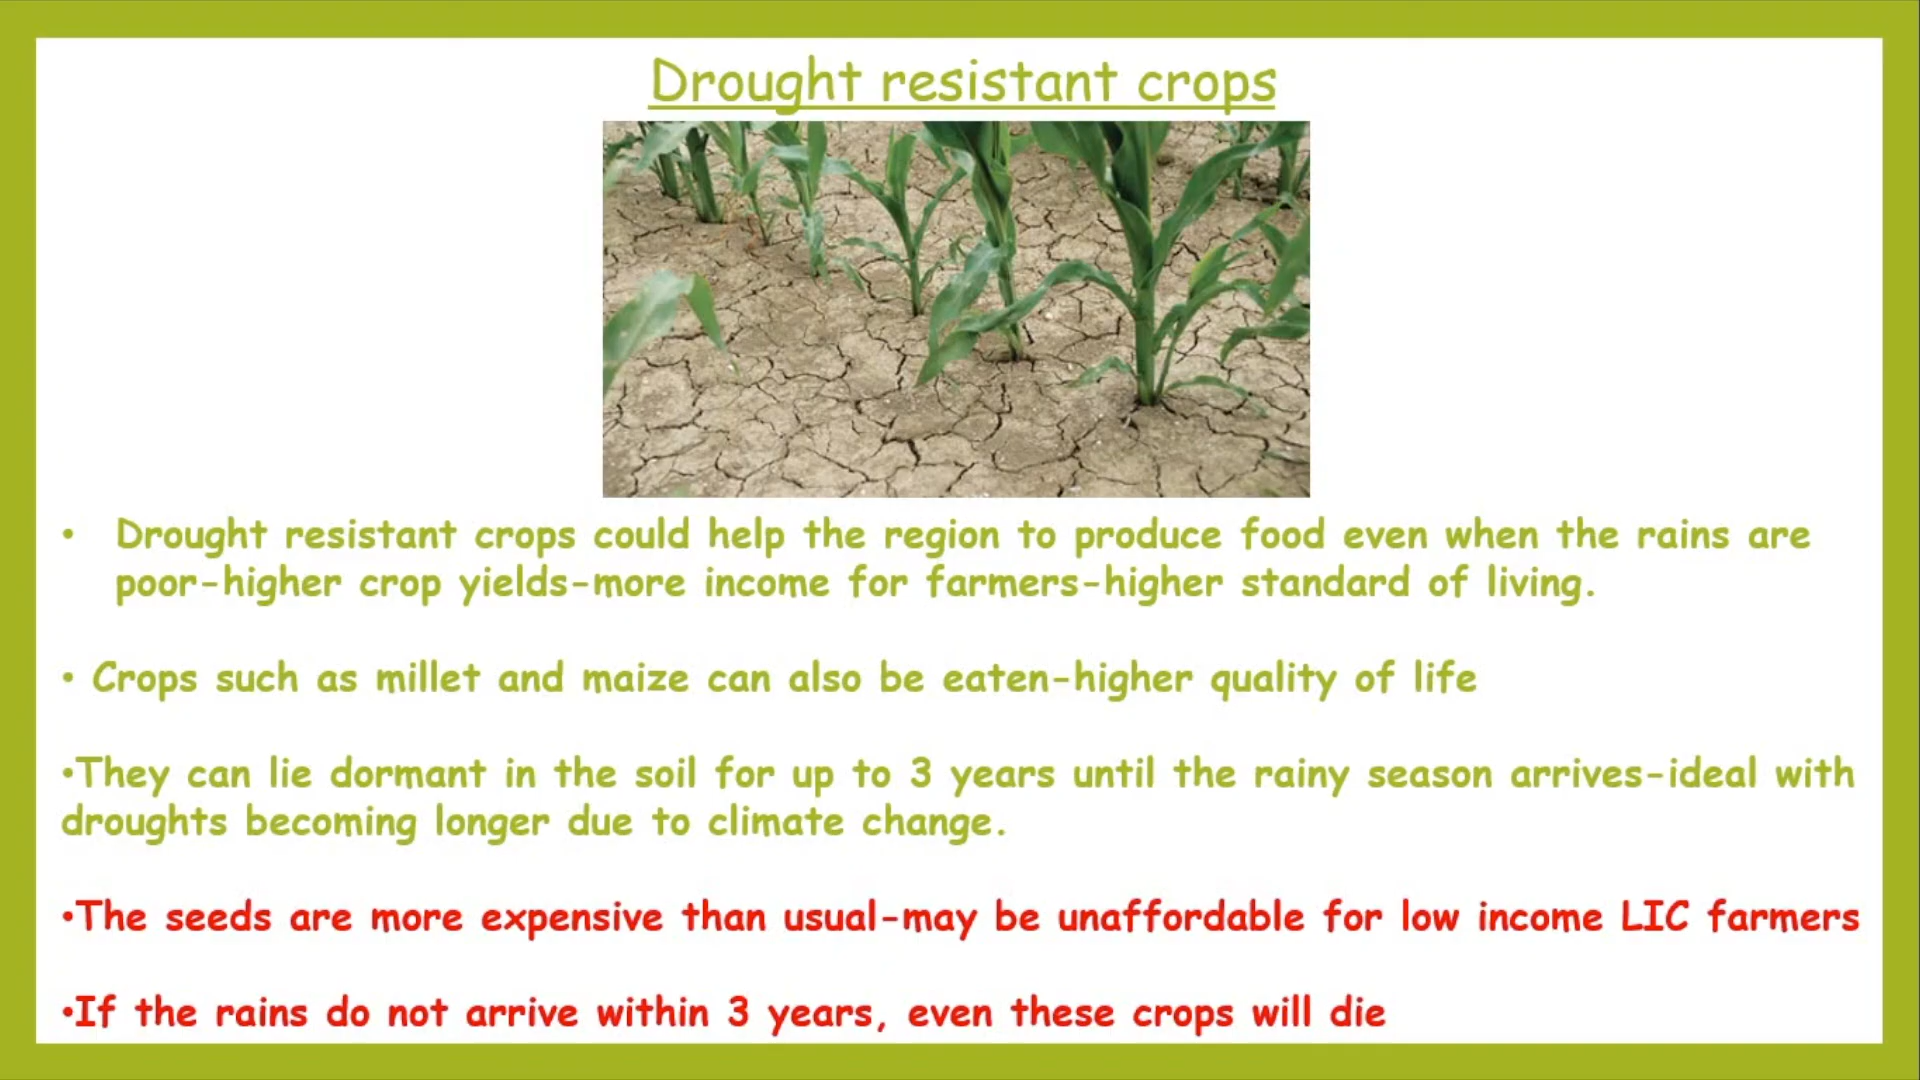 Drought resistant crops
• Drought resistant crops could help the region to produce food even when the rains are
poor-higher crop yields-more income for farmers-higher standard of living.
• Crops such as millet and maize can also be eaten-higher quality of life
•They can lie dormant in the soil for up to 3 years until the rainy season arrives-ideal with
droughts becoming longer due to climate change.
•The seeds are more expensive than usual-may be unaffordable for low income LIC farmers
•If the rains do not arrive within 3 years, even these crops will die